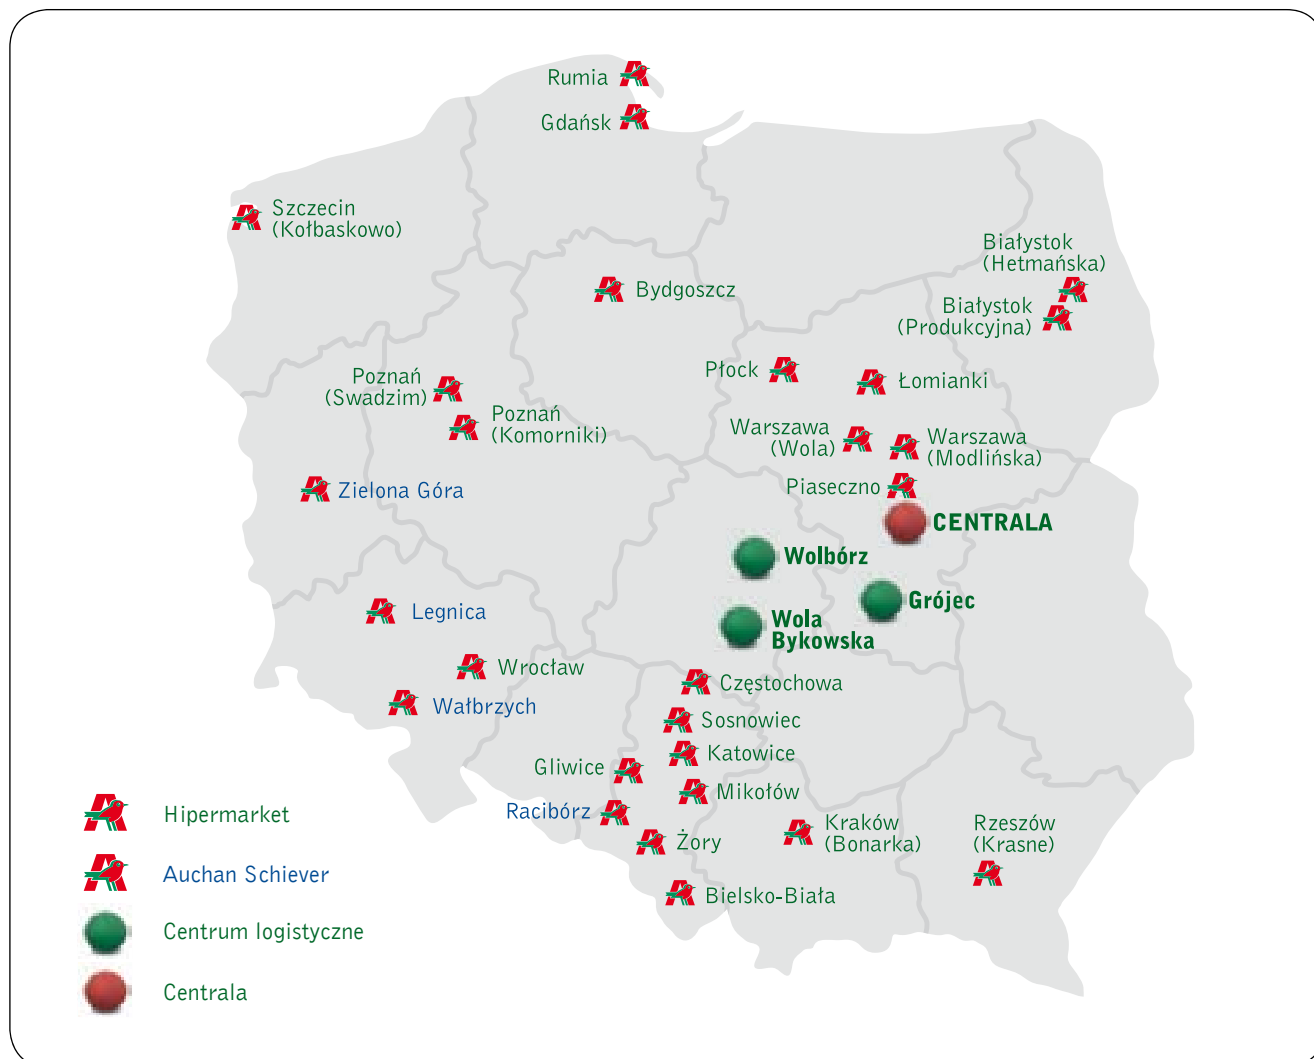 Rumia
Gdańsk
Szczecin
(Kołbaskowo)
Białystok
(Hetmańska)
Bydgoszcz
Białystok
(Produkcyjna)
Płock
Łomianki
Poznań
(Swadzim)
Poznań
(Komorniki)
Warszawa
(Wola)
Warszawa
(Modlińska)
Piaseczno
Zielona Góra
CENTRALA
Wolbórz
Grójec
Wola
Bykowska
Legnica
Wrocław
Częstochowa
Wałbrzych
Sosnowiec
Katowice
Gliwice
Mikołów
Racibórz
Żory
Kraków
(Bonarka)
Rzeszów
(Krasne)
Bielsko-Biała
Hipermarket
Auchan Schiever
Centrum logistyczne
Centrala